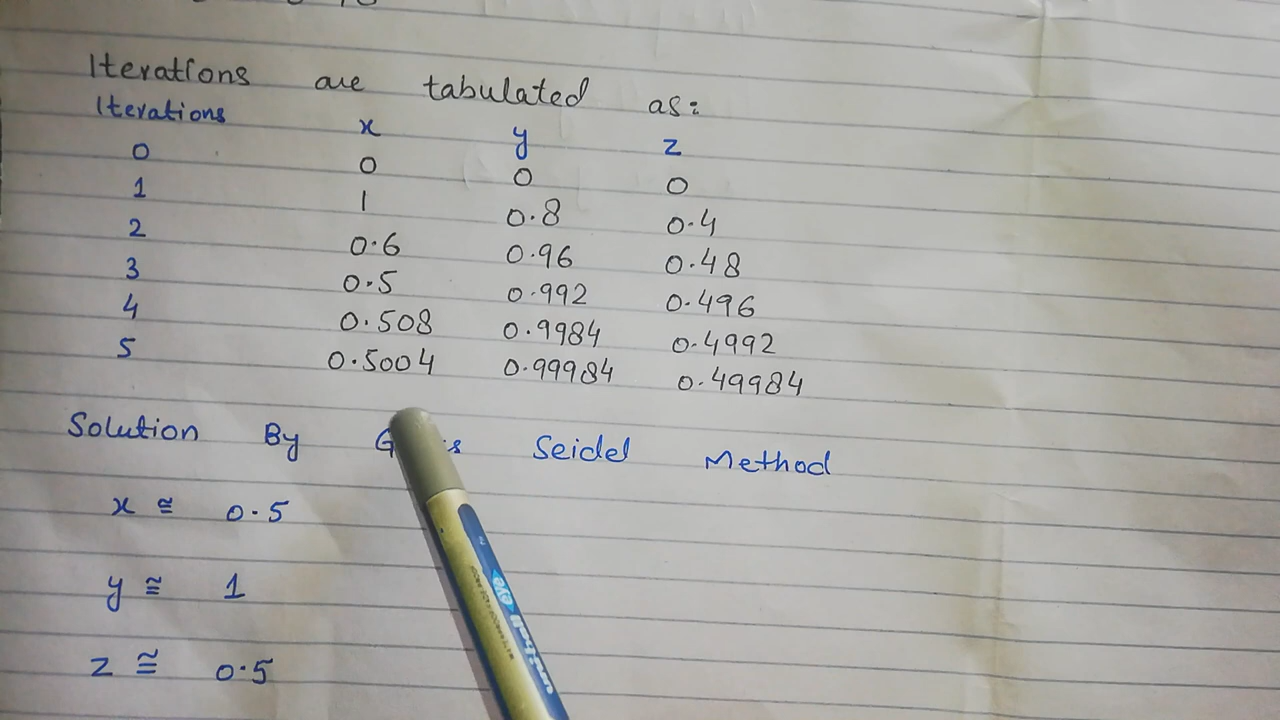 Iterations are tabulated as:
Iterations x y z
0 0 0 0
1 1 0.8 0.4
2 0.6 0.96 0.48
3 0.5 0.992 0.496
4 0.508 0.9984 0.4992
5 0.5004 0.99984 0.49984
Solution By Seidel Method
x ≅ 0.5
y ≅ 1
z ≅ 0.5